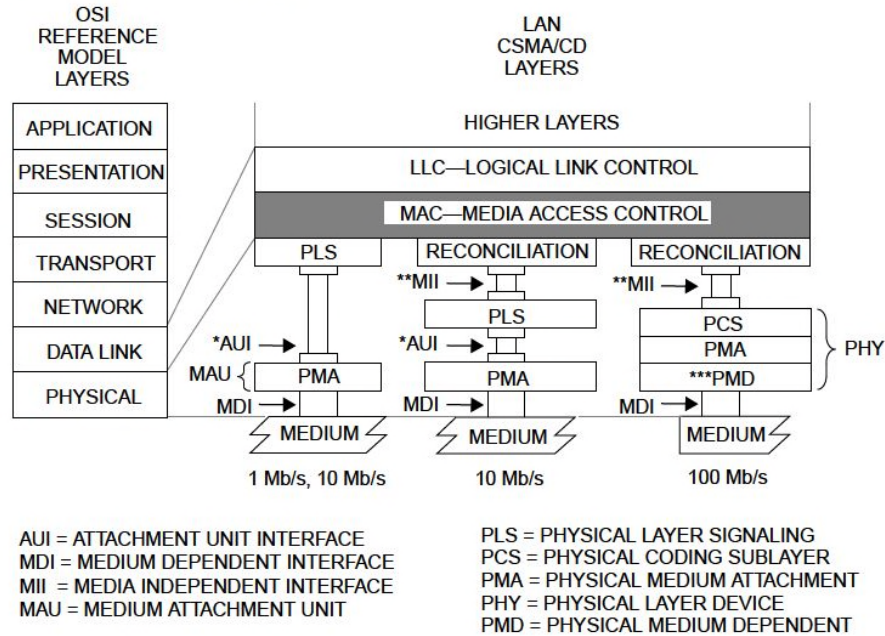 OSI
REFERENCE
MODEL
LAYERS
LAN
CSMA/CD
LAYERS
APPLICATION
PRESENTATION
SESSION
TRANSPORT
NETWORK
DATA LINK
PHYSICAL
HIGHER LAYERS
LLC—LOGICAL LINK CONTROL
MAC—MEDIA ACCESS CONTROL
PLS
RECONCILIATION
RECONCILIATION
**MII
**MII
PLS
PCS
*AUI
*AUI
PMA
PHY
MAU
PMA
PMA
***PMD
MDI
MDI
MDI
MEDIUM
MEDIUM
MEDIUM
1 Mb/s, 10 Mb/s
10 Mb/s
100 Mb/s
AUI = ATTACHMENT UNIT INTERFACE
MDI = MEDIUM DEPENDENT INTERFACE
MII = MEDIA INDEPENDENT INTERFACE
MAU = MEDIUM ATTACHMENT UNIT
PLS = PHYSICAL LAYER SIGNALING
PCS = PHYSICAL CODING SUBLAYER
PMA = PHYSICAL MEDIUM ATTACHMENT
PHY = PHYSICAL LAYER DEVICE
PMD = PHYSICAL MEDIUM DEPENDENT